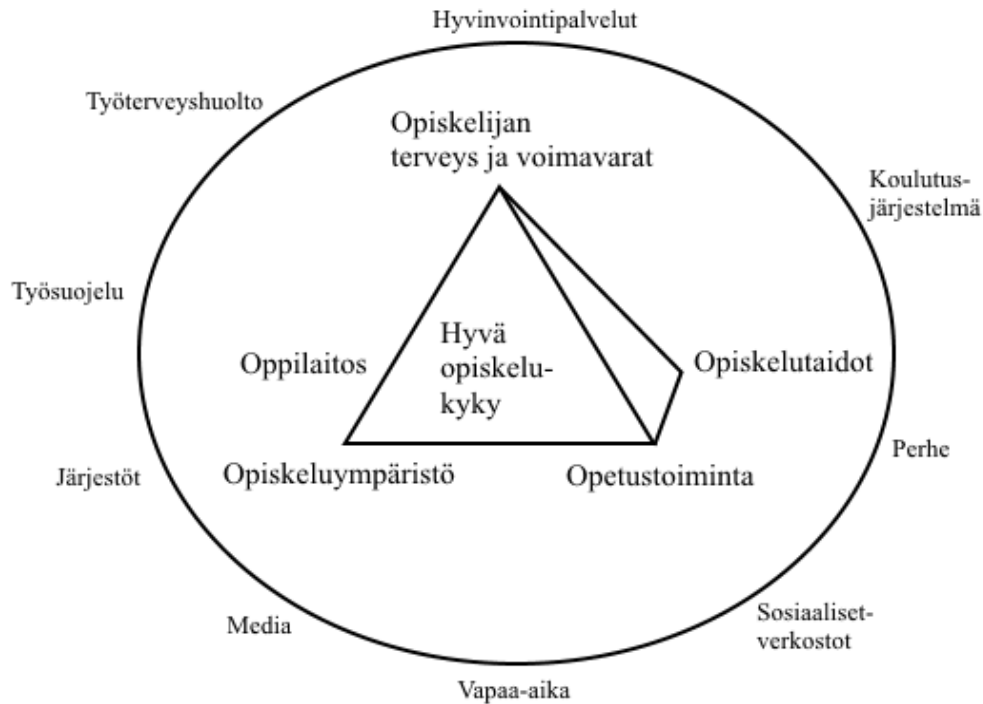 Hyvinvointipalvelut
Työterveyshuolto
Opiskelijan
terveys ja voimavarat
Koulutus-
järjestelmä
Työsuojelu
Hyvä
opiskelu-
kyky
Oppilaitos
Opiskelutaidot
Perhe
Järjestöt
Opiskeluympäristö
Opetustoiminta
Media
Sosiaaliset-
verkostot
Vapaa-aika